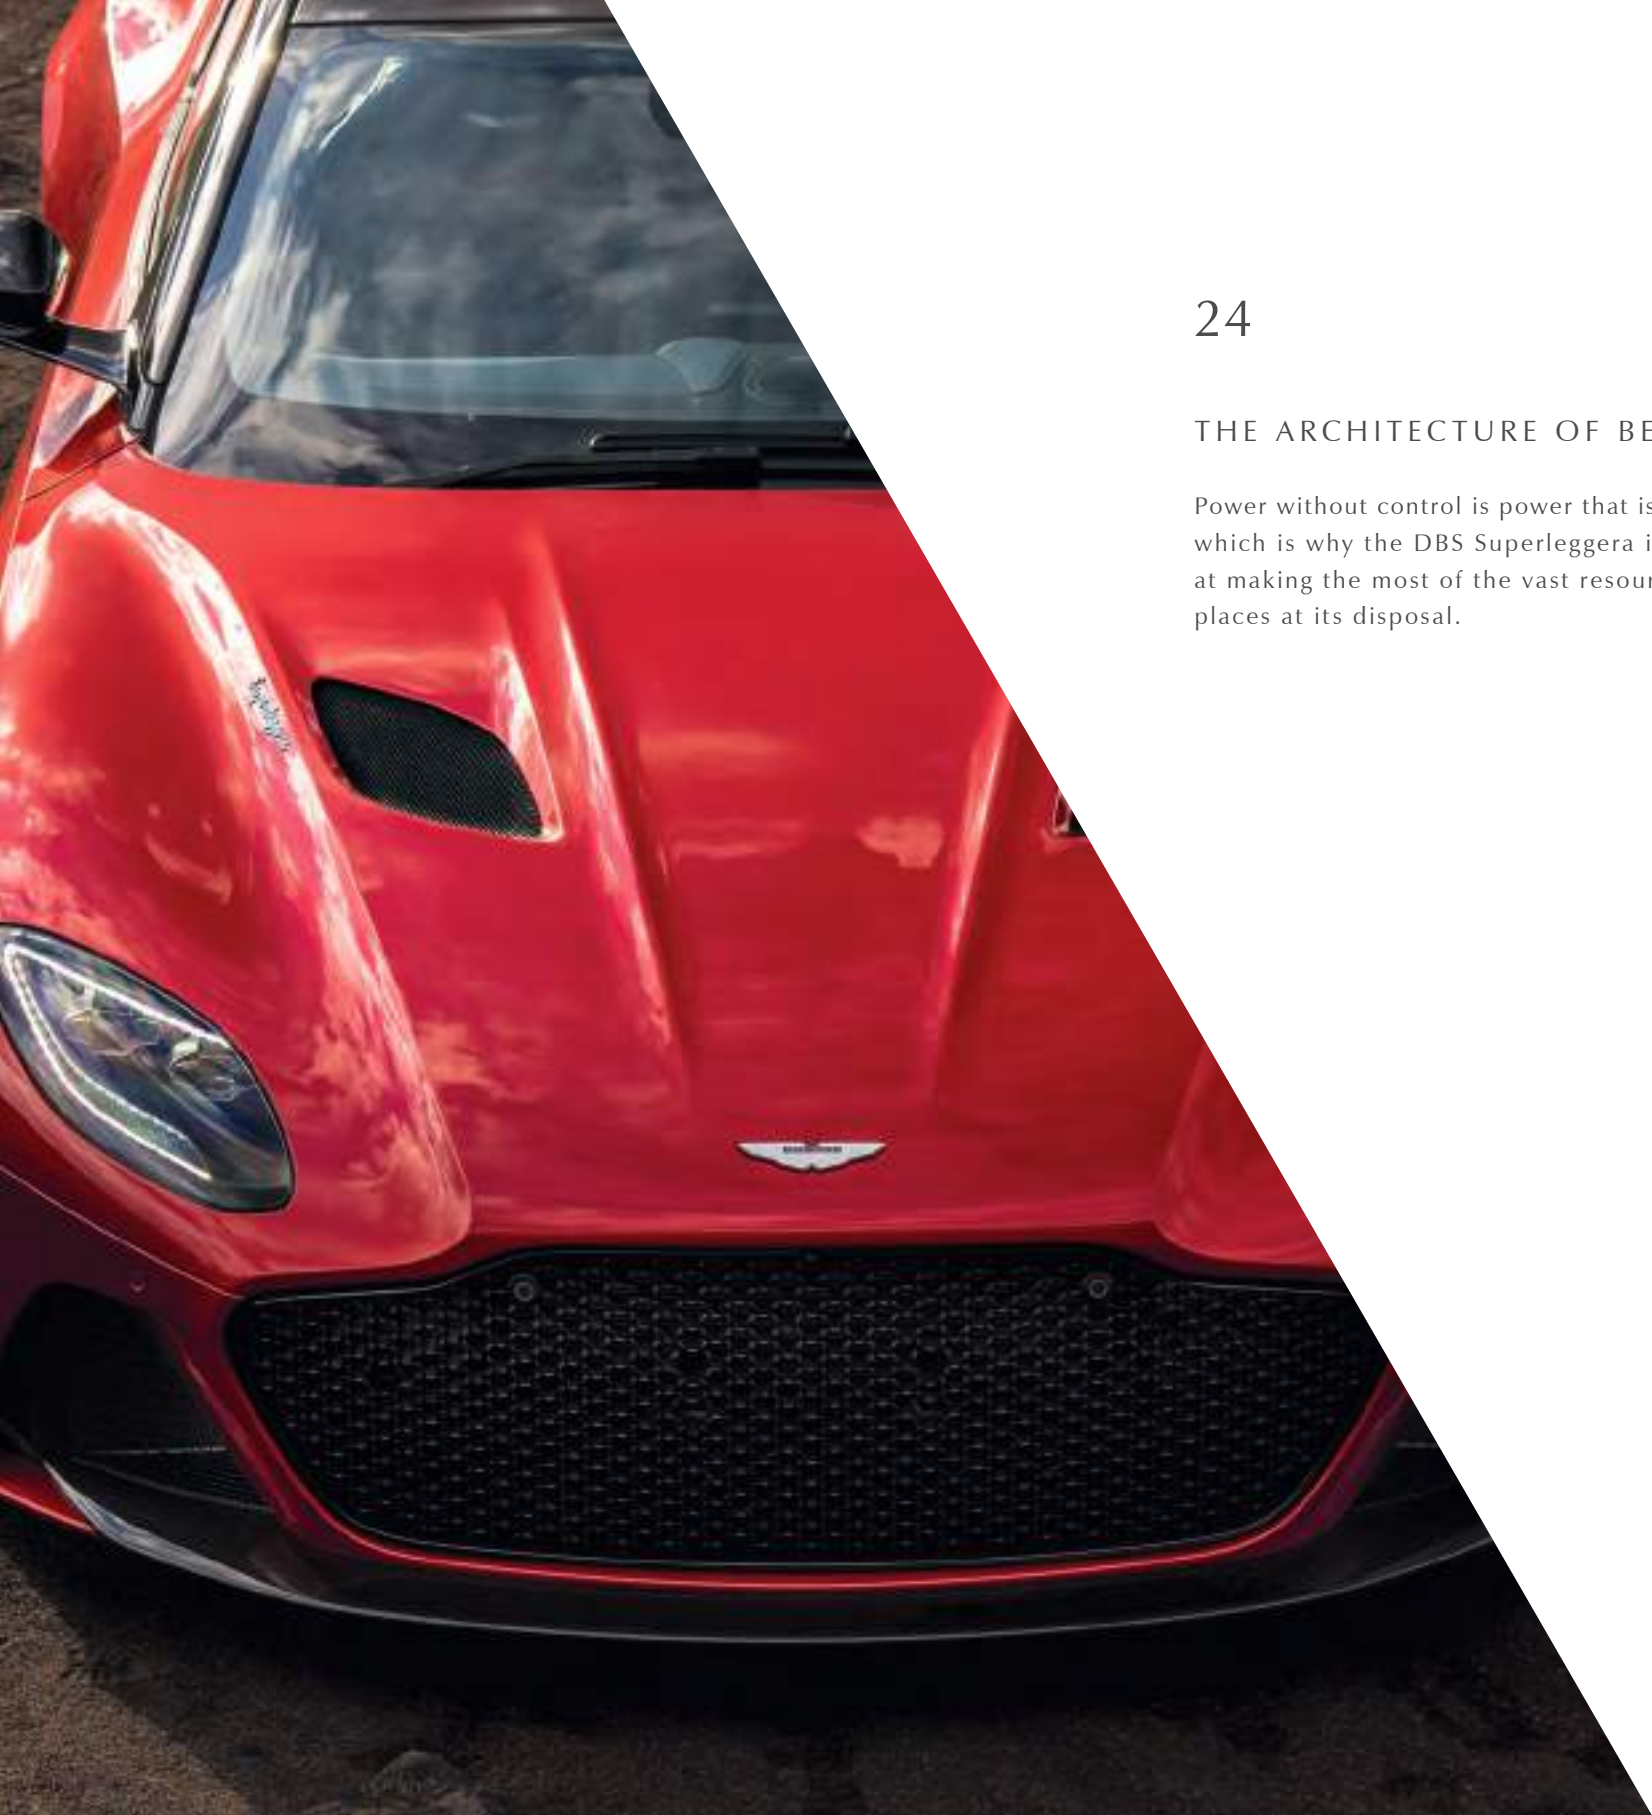 24
THE ARCHITECTURE OF BE
Power without control is power that is
which is why the DBS Superleggera i
at making the most of the vast resour
places at its disposal.